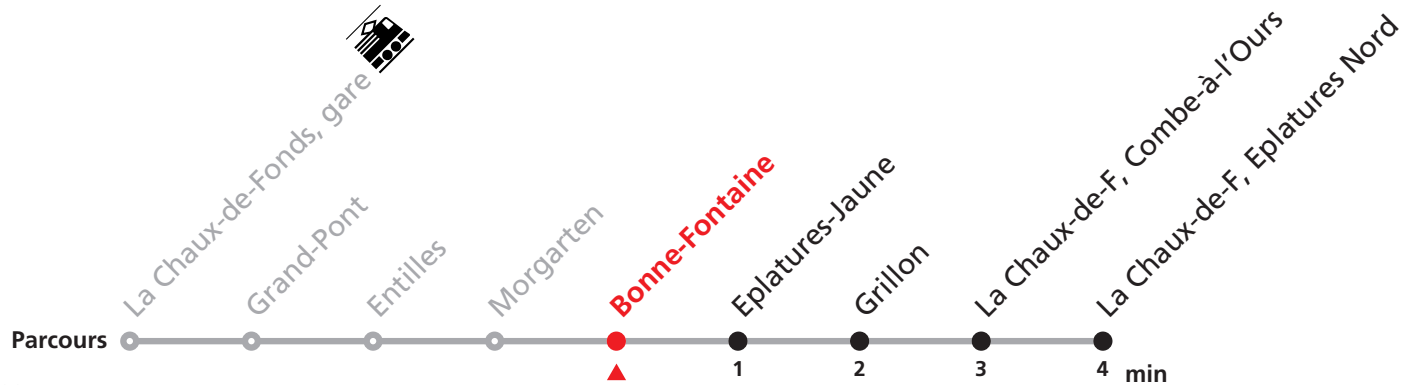 La Chaux-de-Fonds, gare
Grand-Pont
Entilles
Morgarten
Bonne-Fontaine
Eplatures-Jaune
Grillon
La Chaux-de-F, Combe-à-l'Ours
La Chaux-de-F, Eplatures Nord
Parcours
1 2 3 4 min